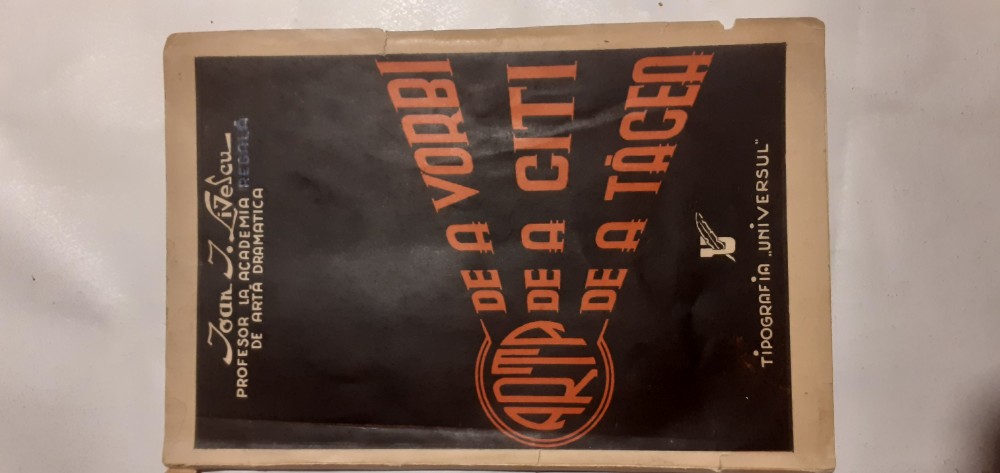 Ioan I. Livescu
PROFESOR LA ACADEMIA REGALĂ
DE ARTĂ DRAMATICA
ARTA
DE A VORBI
DE A CITI
DE A TĂCEA
TIPOGRAFIA „UNIVERSUL"